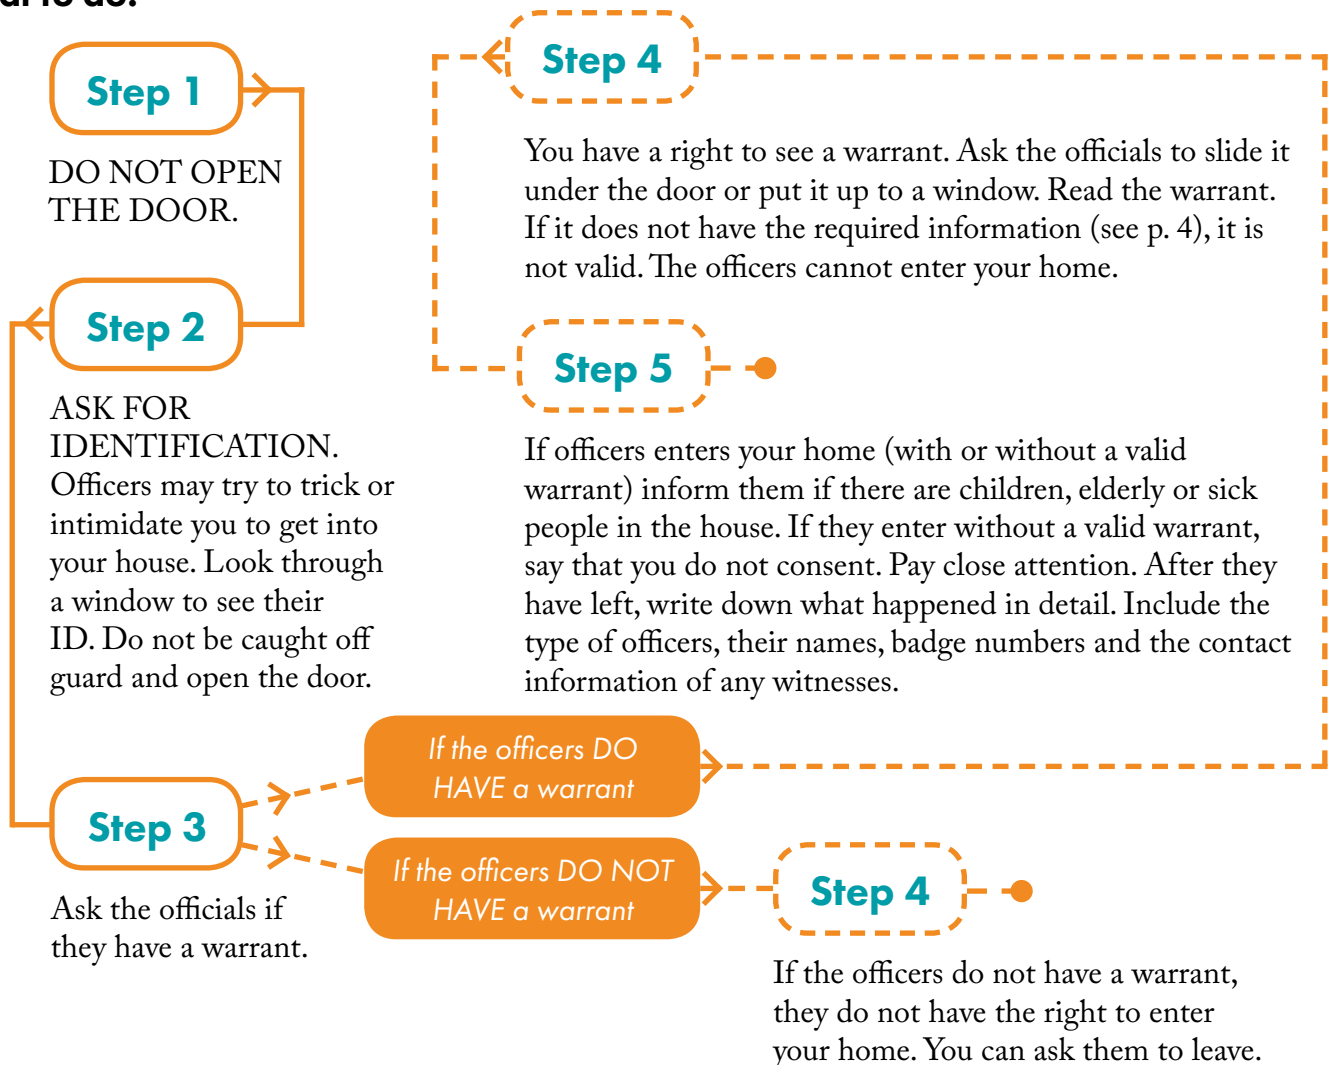 to do:
Step 1
DO NOT OPEN
THE DOOR.
Step 2
ASK FOR
IDENTIFICATION.
Officers may try to trick or
intimidate you to get into
your house. Look through
a window to see their
ID. Do not be caught off
guard and open the door.
Step 3
Ask the officials if
they have a warrant.
If the officers DO
HAVE a warrant
Step 4
You have a right to see a warrant. Ask the officials to slide it
under the door or put it up to a window. Read the warrant.
If it does not have the required information (see p. 4), it is
not valid. The officers cannot enter your home.
Step 5
If officers enters your home (with or without a valid
warrant) inform them if there are children, elderly or sick
people in the house. If they enter without a valid warrant,
say that you do not consent. Pay close attention. After they
have left, write down what happened in detail. Include the
type of officers, their names, badge numbers and the contact
information of any witnesses.
If the officers DO NOT
HAVE a warrant
Step 4
If the officers do not have a warrant,
they do not have the right to enter
your home. You can ask them to leave.